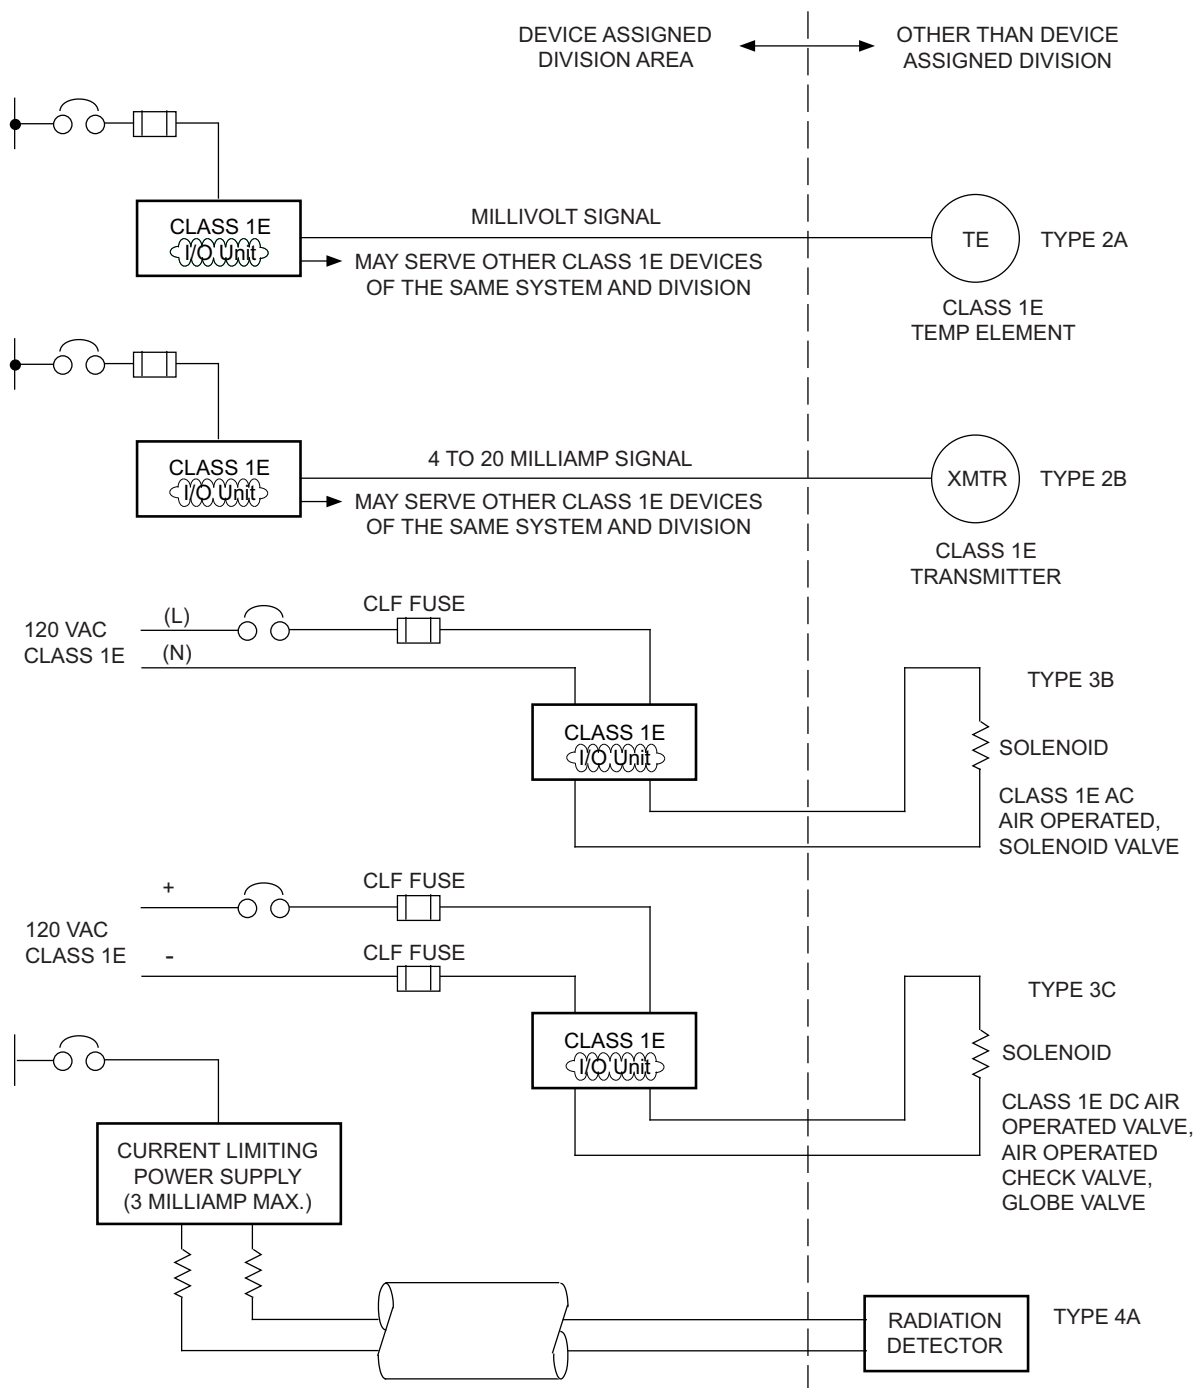 DEVICE ASSIGNED
DIVISION AREA
OTHER THAN DEVICE
ASSIGNED DIVISION
CLASS 1E
I/O Unit
MILLIVOLT SIGNAL
MAY SERVE OTHER CLASS 1E DEVICES
OF THE SAME SYSTEM AND DIVISION
TE
TYPE 2A
CLASS 1E
TEMP ELEMENT
CLASS 1E
I/O Unit
4 TO 20 MILLIAMP SIGNAL
MAY SERVE OTHER CLASS 1E DEVICES
OF THE SAME SYSTEM AND DIVISION
XMTR
TYPE 2B
CLASS 1E
TRANSMITTER
120 VAC
CLASS 1E
(L)
(N)
CLF FUSE
CLASS 1E
I/O Unit
TYPE 3B
SOLENOID
CLASS 1E AC
AIR OPERATED,
SOLENOID VALVE
120 VAC
CLASS 1E
+
-
CLF FUSE
CLF FUSE
CLASS 1E
I/O Unit
TYPE 3C
SOLENOID
CLASS 1E DC AIR
OPERATED VALVE,
AIR OPERATED
CHECK VALVE,
GLOBE VALVE
CURRENT LIMITING
POWER SUPPLY
(3 MILLIAMP MAX.)
RADIATION
DETECTOR
TYPE 4A